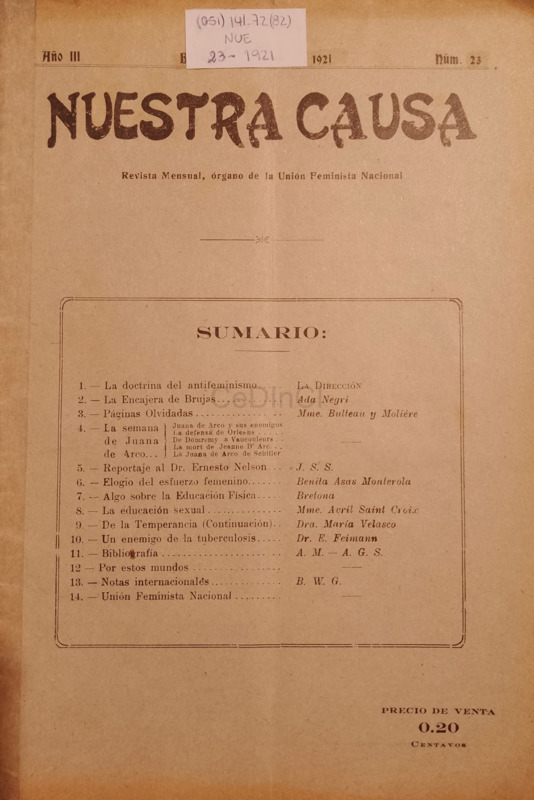 (051) 141.72(82)
NUE
23-1921
Año III
1921
Núm. 23
NUESTRA CAUSA
Revista Mensual, órgano de la Unión Feminista Nacional
SUMARIO:
1. — La doctrina del antifeminismo.. La Dirección
2. — La Encajera de Brujas.......... Ada Negri
3. — Páginas Olvidadas.............. Mme. Bulteau y Moliére
4. — La semana de Juana de Arco...
Juana de Arco y sus enemigos
La defensa de Orleans.....
De Domremy a Vaucouleurs..
La mort de Jeanne D' Arc...
La Juana de Arco de Schiller
5. — Reportaje al Dr. Ernesto Nelson .. J. S. S.
6. — Elogio del esfuerzo femenino...... Benita Asas Monterola
7. — Algo sobre la Educación Física.... Bretona
8. — La educación sexual............. Mme. Avril Saint Croix
9. — De la Temperancia (Continuación).. Dra. María Velasco
10. — Un enemigo de la tuberculosis..... Dr. E. Feimann
11. — Bibliografía.................. A. M. — A. G. S.
12 — Por estos mundos..............
13. — Notas internacionales........... B. W. G.
14. — Unión Feminista Nacional.........
CeDInCI
PRECIO DE VENTA
0.20
Centavos